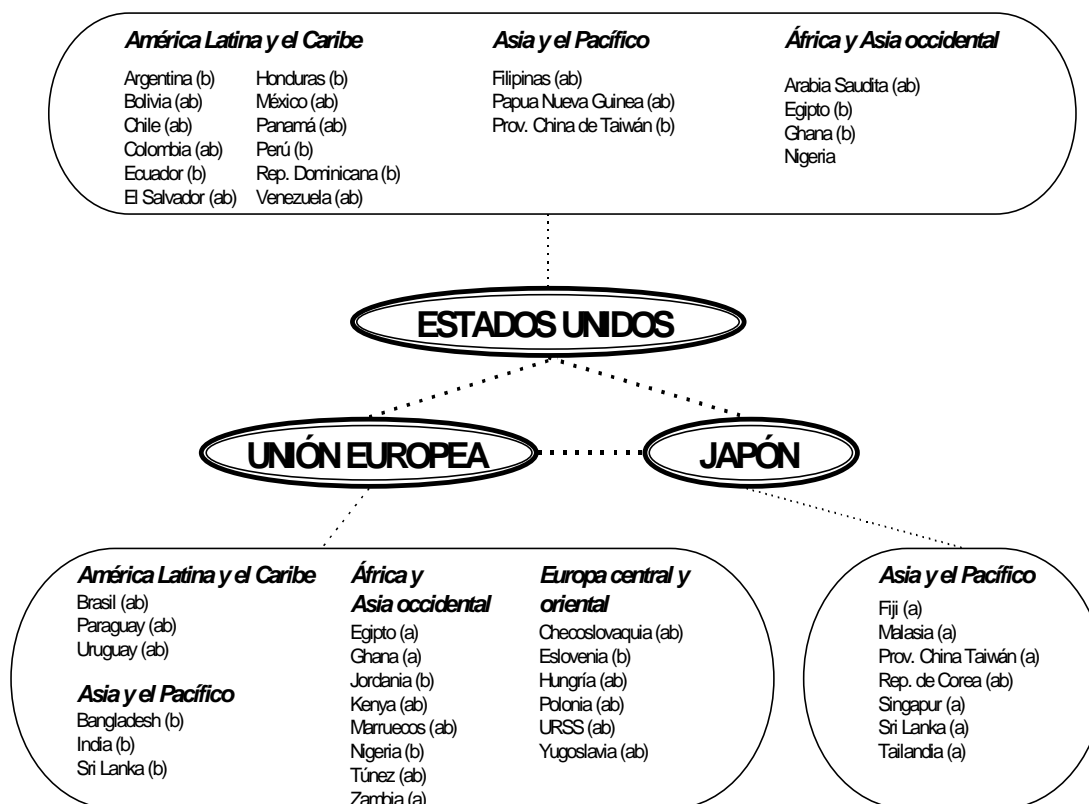 América Latina y el Caribe
Argentina (b)
Bolivia (ab)
Chile (ab)
Colombia (ab)
Ecuador (b)
El Salvador (ab)
Honduras (b)
México (ab)
Panamá (ab)
Perú (b)
Rep. Dominicana (b)
Venezuela (ab)
Asia y el Pacífico
Filipinas (ab)
Papua Nueva Guinea (ab)
Prov. China de Taiwán (b)
África y Asia occidental
Arabia Saudita (ab)
Egipto (b)
Ghana (b)
Nigeria
ESTADOS UNIDOS
UNIÓN EUROPEA
JAPÓN
América Latina y el Caribe
Brasil (ab)
Paraguay (ab)
Uruguay (ab)
Asia y el Pacífico
Bangladesh (b)
India (b)
Sri Lanka (b)
África y
Asia occidental
Egipto (a)
Ghana (a)
Jordania (b)
Kenya (ab)
Marruecos (ab)
Nigeria (b)
Túnez (ab)
Zambia (a)
Europa central y
oriental
Checoslovaquia (ab)
Eslovenia (b)
Hungría (ab)
Polonia (ab)
URSS (ab)
Yugoslavia (ab)
Asia y el Pacífico
Fiji (a)
Malasia (a)
Prov. China Taiwán (a)
Rep. de Corea (ab)
Singapur (a)
Sri Lanka (a)
Tailandia (a)